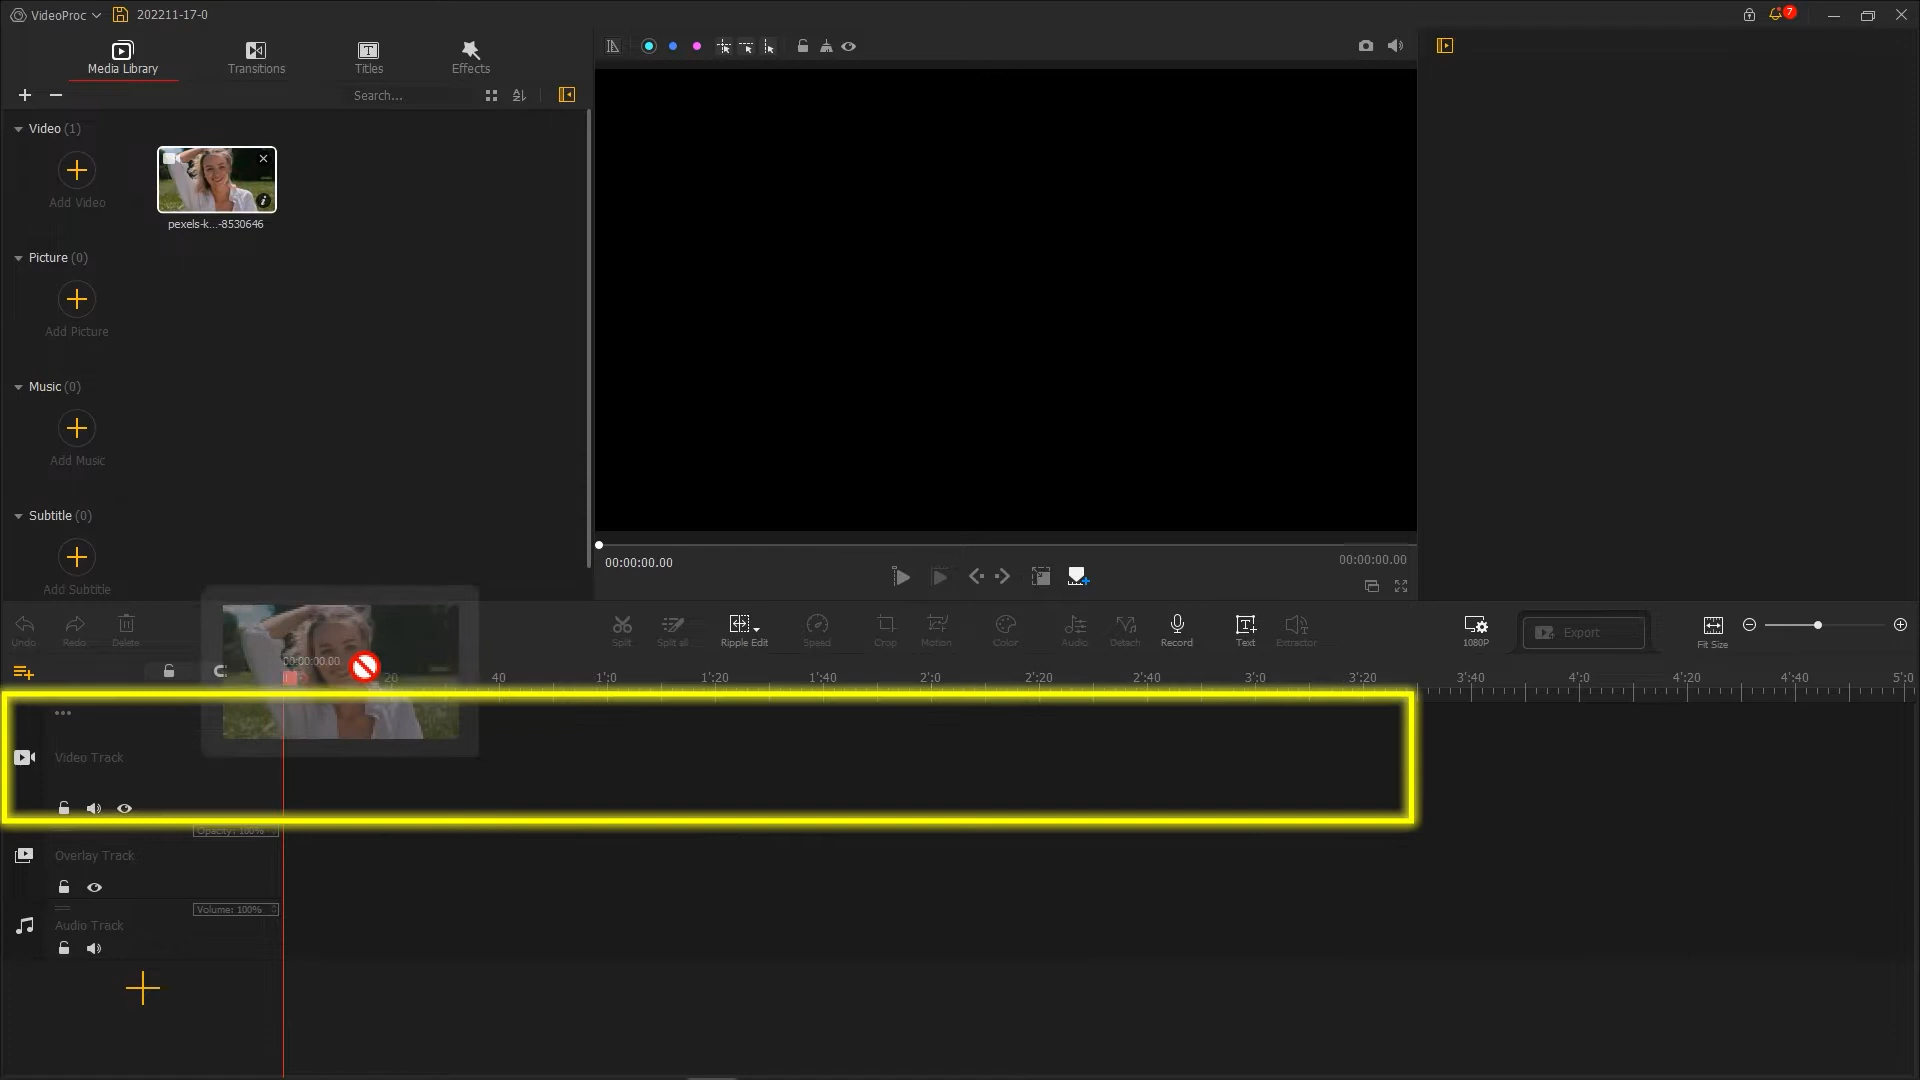 VideoProc
202211-17-0
7
Media Library
Transitions
Titles
Effects
Search...
Video (1)
Add Video
pexels-k...-8530646
Picture (0)
Add Picture
Music (0)
Add Music
Subtitle (0)
Add Subtitle
00:00:00.00
00:00:00.00
Undo
Redo
Delete
Split
Split all
Ripple Edit
Speed
Crop
Motion
Color
Audio
Detach
Record
Text
Extractor
1080P
Export
Fit Size
00:00:00.00
20
40
1':0
1':20
1':40
2':0
2':20
2':40
3':0
3':20
3':40
4':0
4':20
4':40
5':0
Video Track
Opacity: 100%
Overlay Track
Volume: 100%
Audio Track